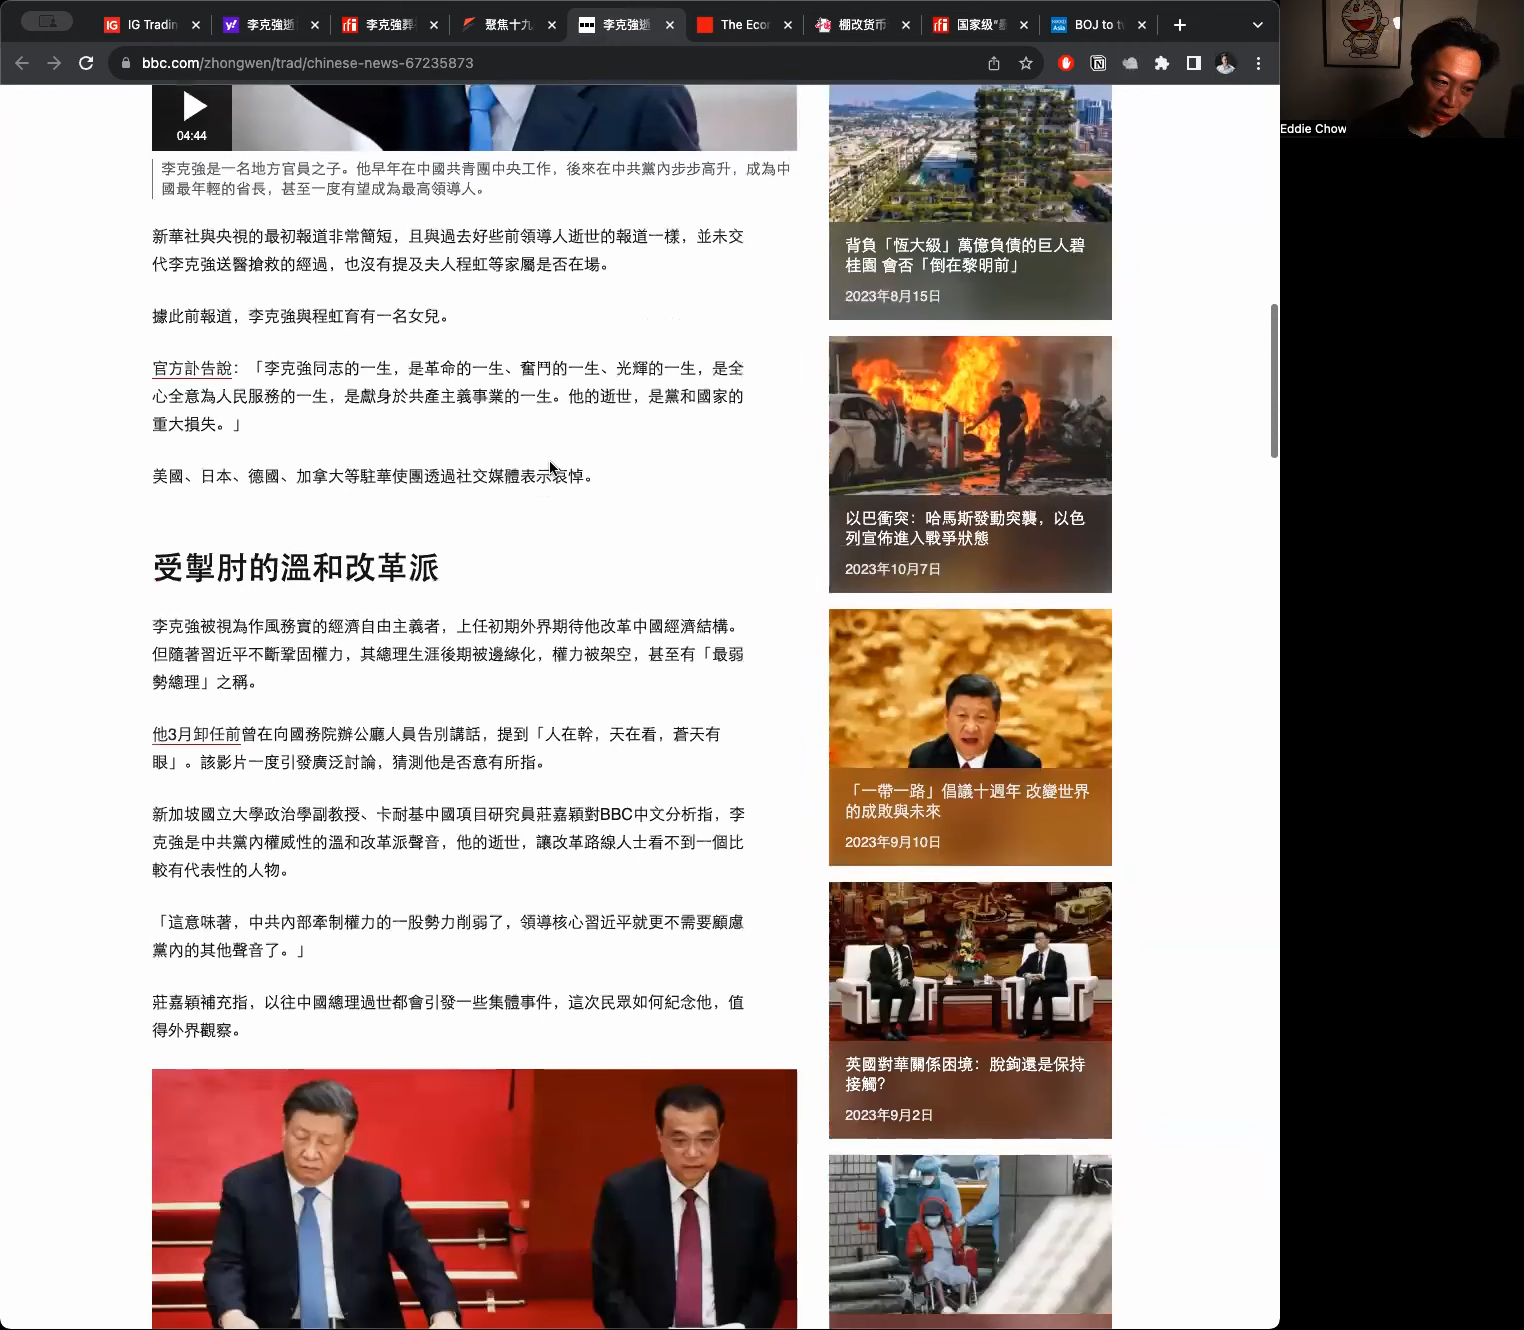 IG Tradin
李克強逝
李克強葬
聚焦十九
李克強逝
The Ecor
棚改货币
国家级"
BOJ to t
bbc.com/zhongwen/trad/chinese-news-67235873
Eddie Chow
04:44
李克強是一名地方官員之子。他早年在中國共青團中央工作，後來在中共黨內步步高升，成為中
國最年輕的省長，甚至一度有望成為最高領導人。
新華社與央視的最初報道非常簡短，且與過去好些前領導人逝世的報道一樣，並未交
代李克強送醫搶救的經過，也沒有提及夫人程虹等家屬是否在場。
據此前報道，李克強與程虹育有一名女兒。
官方訃告說：「李克強同志的一生，是革命的一生、奮鬥的一生、光輝的一生，是全
心全意為人民服務的一生，是獻身於共產主義事業的一生。他的逝世，是黨和國家的
重大損失。」
美國、日本、德國、加拿大等駐華使團透過社交媒體表示哀悼。
受掣肘的溫和改革派
李克強被視為作風務實的經濟自由主義者，上任初期外界期待他改革中國經濟結構。
但隨著習近平不斷鞏固權力，其總理生涯後期被邊緣化，權力被架空，甚至有「最弱
勢總理」之稱。
他3月卸任前曾在向國務院辦公廳人員告別講話，提到「人在幹，天在看，蒼天有
眼」。該影片一度引發廣泛討論，猜測他是否意有所指。
新加坡國立大學政治學副教授、卡耐基中國項目研究員莊嘉穎對BBC中文分析指，李
克強是中共黨內權威性的溫和改革派聲音，他的逝世，讓改革路線人士看不到一個比
較有代表性的人物。
「這意味著，中共內部牽制權力的一股勢力削弱了，領導核心習近平就更不需要顧慮
黨內的其他聲音了。」
莊嘉穎補充指，以往中國總理過世都會引發一些集體事件，這次民眾如何紀念他，值
得外界觀察。
背負「恆大級」萬億負債的巨人碧
桂園 會否「倒在黎明前」
2023年8月15日
以巴衝突：哈馬斯發動突襲，以色
列宣佈進入戰爭狀態
2023年10月7日
「一帶一路」倡議十週年 改變世界
的成敗與未來
2023年9月10日
英國對華關係困境：脫鉤還是保持
接觸？
2023年9月2日